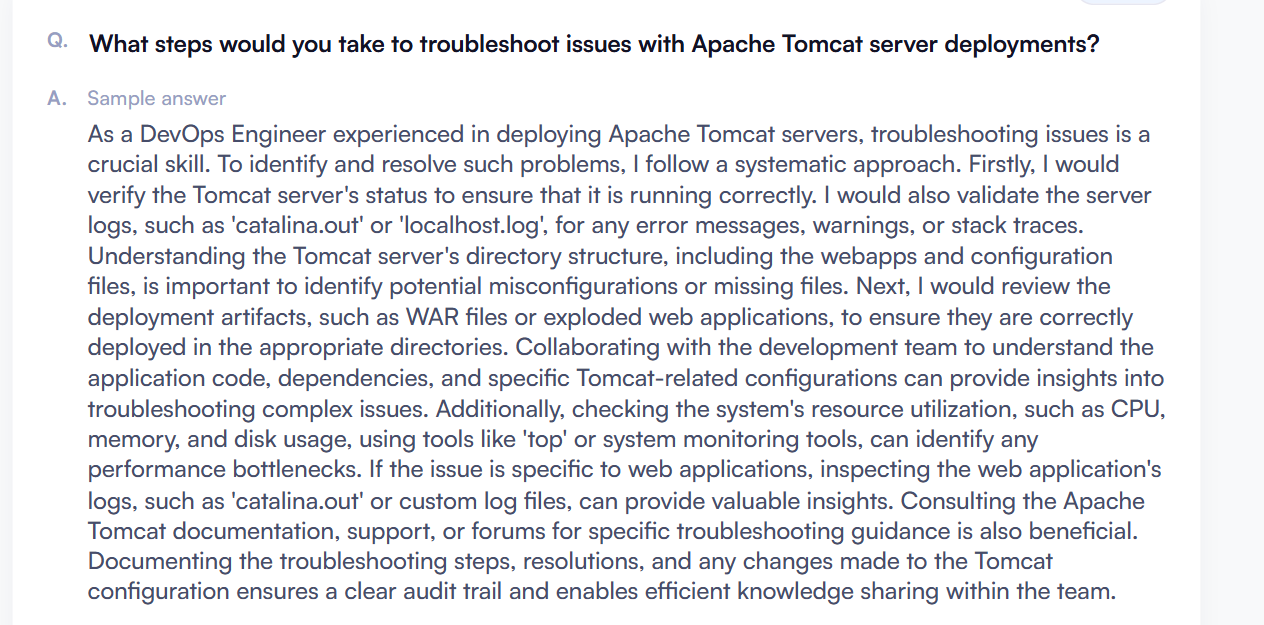 Q. What steps would you take to troubleshoot issues with Apache Tomcat server deployments?
A. Sample answer
As a DevOps Engineer experienced in deploying Apache Tomcat servers, troubleshooting issues is a
crucial skill. To identify and resolve such problems, I follow a systematic approach. Firstly, I would
verify the Tomcat server's status to ensure that it is running correctly. I would also validate the server
logs, such as 'catalina.out' or 'localhost.log', for any error messages, warnings, or stack traces.
Understanding the Tomcat server's directory structure, including the webapps and configuration
files, is important to identify potential misconfigurations or missing files. Next, I would review the
deployment artifacts, such as WAR files or exploded web applications, to ensure they are correctly
deployed in the appropriate directories. Collaborating with the development team to understand the
application code, dependencies, and specific Tomcat-related configurations can provide insights into
troubleshooting complex issues. Additionally, checking the system's resource utilization, such as CPU,
memory, and disk usage, using tools like 'top' or system monitoring tools, can identify any
performance bottlenecks. If the issue is specific to web applications, inspecting the web application's
logs, such as 'catalina.out' or custom log files, can provide valuable insights. Consulting the Apache
Tomcat documentation, support, or forums for specific troubleshooting guidance is also beneficial.
Documenting the troubleshooting steps, resolutions, and any changes made to the Tomcat
configuration ensures a clear audit trail and enables efficient knowledge sharing within the team.